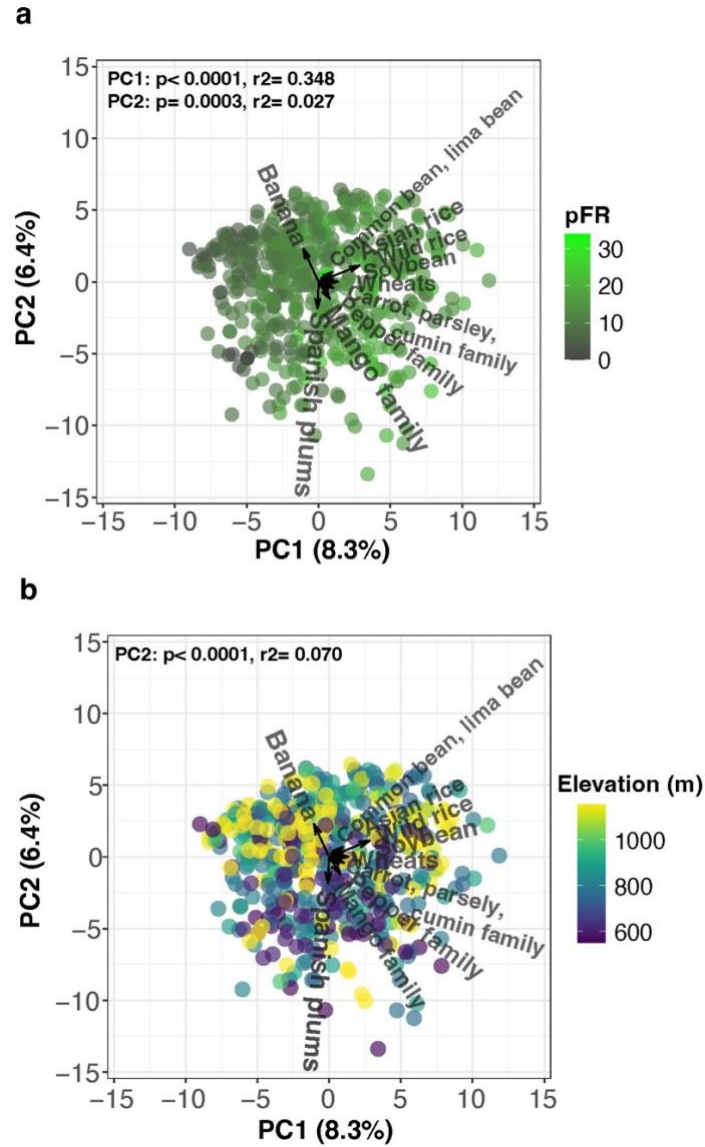 a
PC1: p< 0.0001, r2= 0.348
PC2: p= 0.0003, r2= 0.027
15
10
5
0
−5
−10
−15
PC2 (6.4%)
Banana
Common bean, lima bean
Asian rice
Wild rice
Soybean
Wheats
Carrot, parsley,
cumin family
Pepper family
Mango family
Spanish plums
−15
−10
−5
0
5
10
15
PC1 (8.3%)
pFR
30
20
10
0
b
PC2: p< 0.0001, r2= 0.070
15
10
5
0
−5
−10
−15
PC2 (6.4%)
Banana
Common bean, lima bean
Asian rice
Wild rice
Soybean
Wheats
Carrot, parsely,
cumin family
Pepper family
Mango family
Spanish plums
−15
−10
−5
0
5
10
15
PC1 (8.3%)
Elevation (m)
1000
800
600